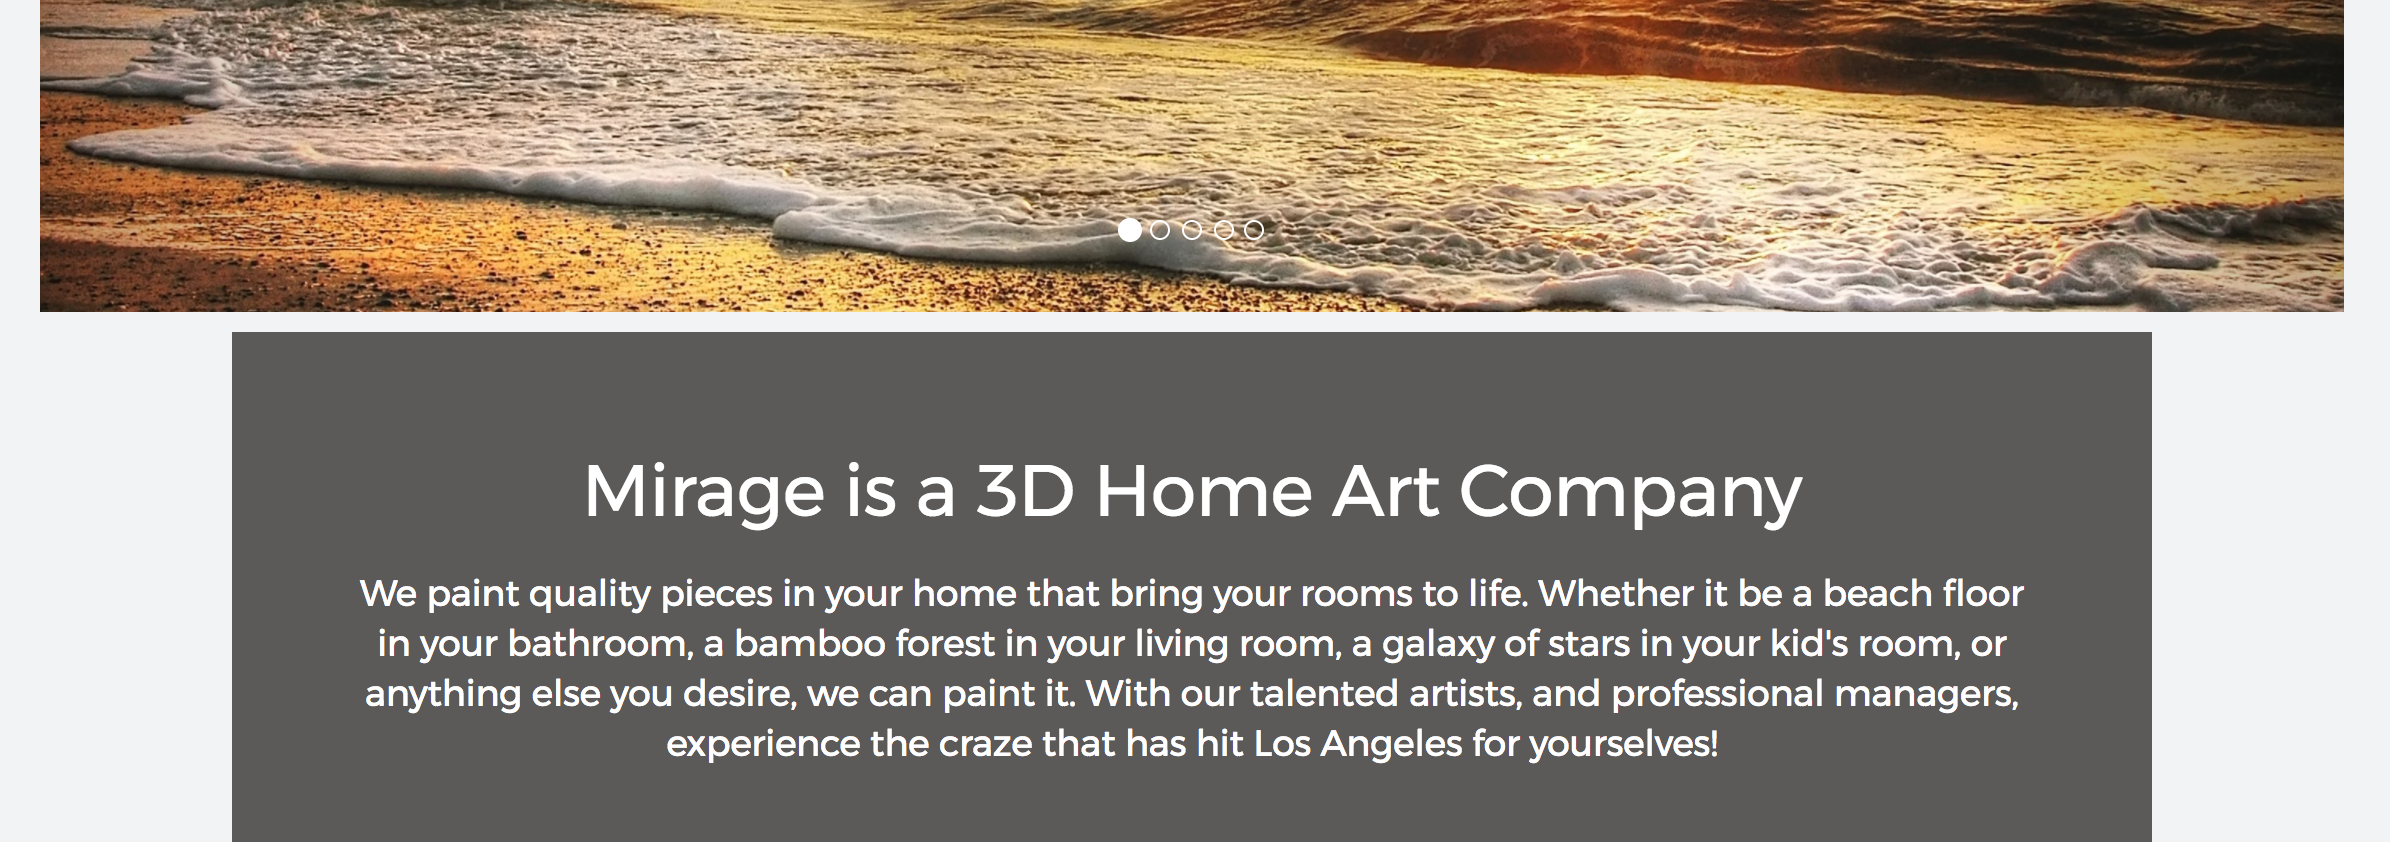 Mirage is a 3D Home Art Company
We paint quality pieces in your home that bring your rooms to life. Whether it be a beach floor
in your bathroom, a bamboo forest in your living room, a galaxy of stars in your kid's room, or
anything else you desire, we can paint it. With our talented artists, and professional managers,
experience the craze that has hit Los Angeles for yourselves!